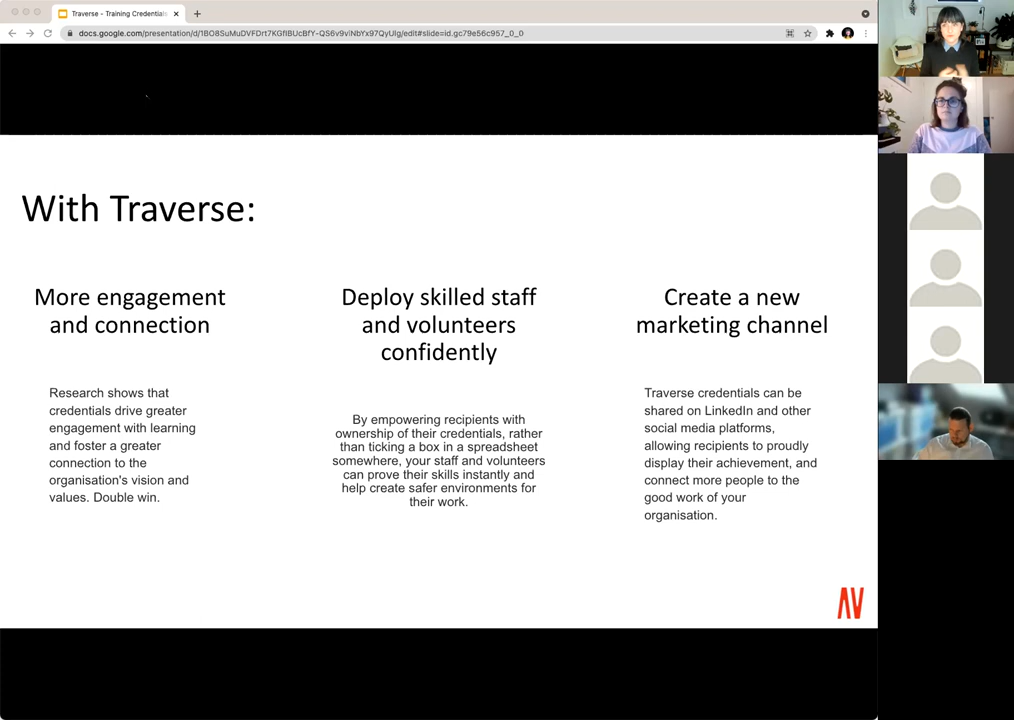 Traverse - Training Credentials
docs.google.com/presentation/d/1BO8SuMuDVFDrt7KGflBUcBfY-QS6v9viNbYx97QyUlg/edit#slide=id.gc79e56c957_0_0
With Traverse:
More engagement
and connection
Research shows that
credentials drive greater
engagement with learning
and foster a greater
connection to the
organisation's vision and
values. Double win.
Deploy skilled staff
and volunteers
confidently
By empowering recipients with
ownership of their credentials, rather
than ticking a box in a spreadsheet
somewhere, your staff and volunteers
can prove their skills instantly and
help create safer environments for
their work.
Create a new
marketing channel
Traverse credentials can be
shared on LinkedIn and other
social media platforms,
allowing recipients to proudly
display their achievement, and
connect more people to the
good work of your
organisation.
AV